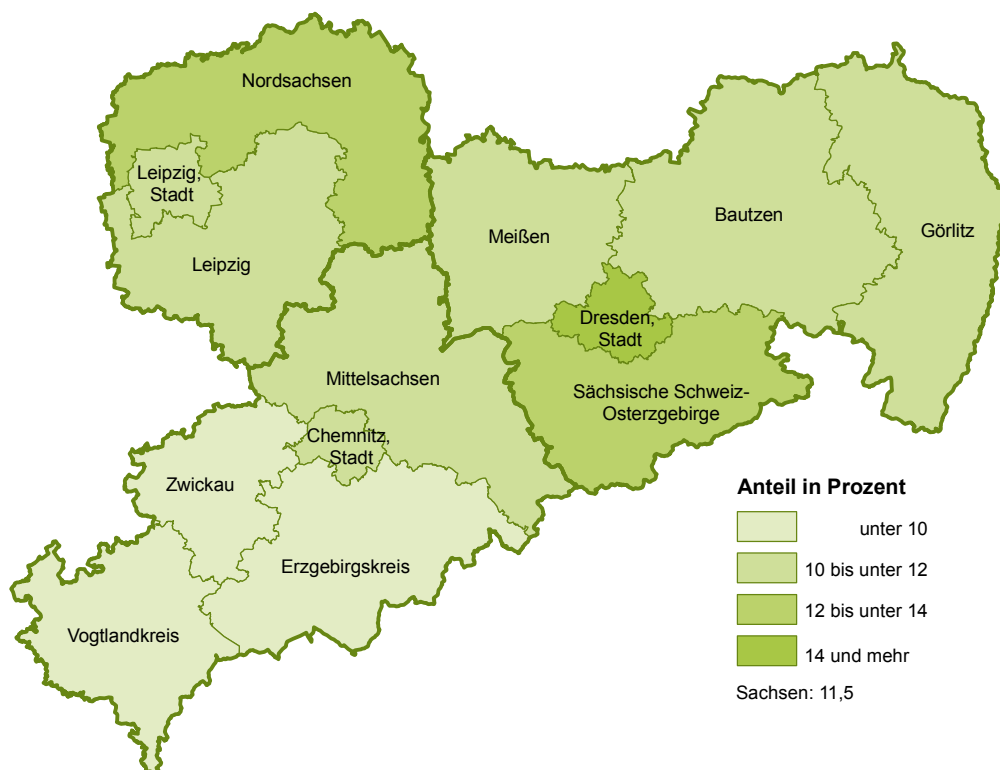 Nordsachsen
Leipzig,
Stadt
Leipzig
Meißen
Bautzen
Görlitz
Dresden,
Stadt
Mittelsachsen
Sächsische Schweiz-
Osterzgebirge
Chemnitz,
Stadt
Zwickau
Erzgebirgskreis
Vogtlandkreis
Anteil in Prozent
unter 10
10 bis unter 12
12 bis unter 14
14 und mehr
Sachsen: 11,5